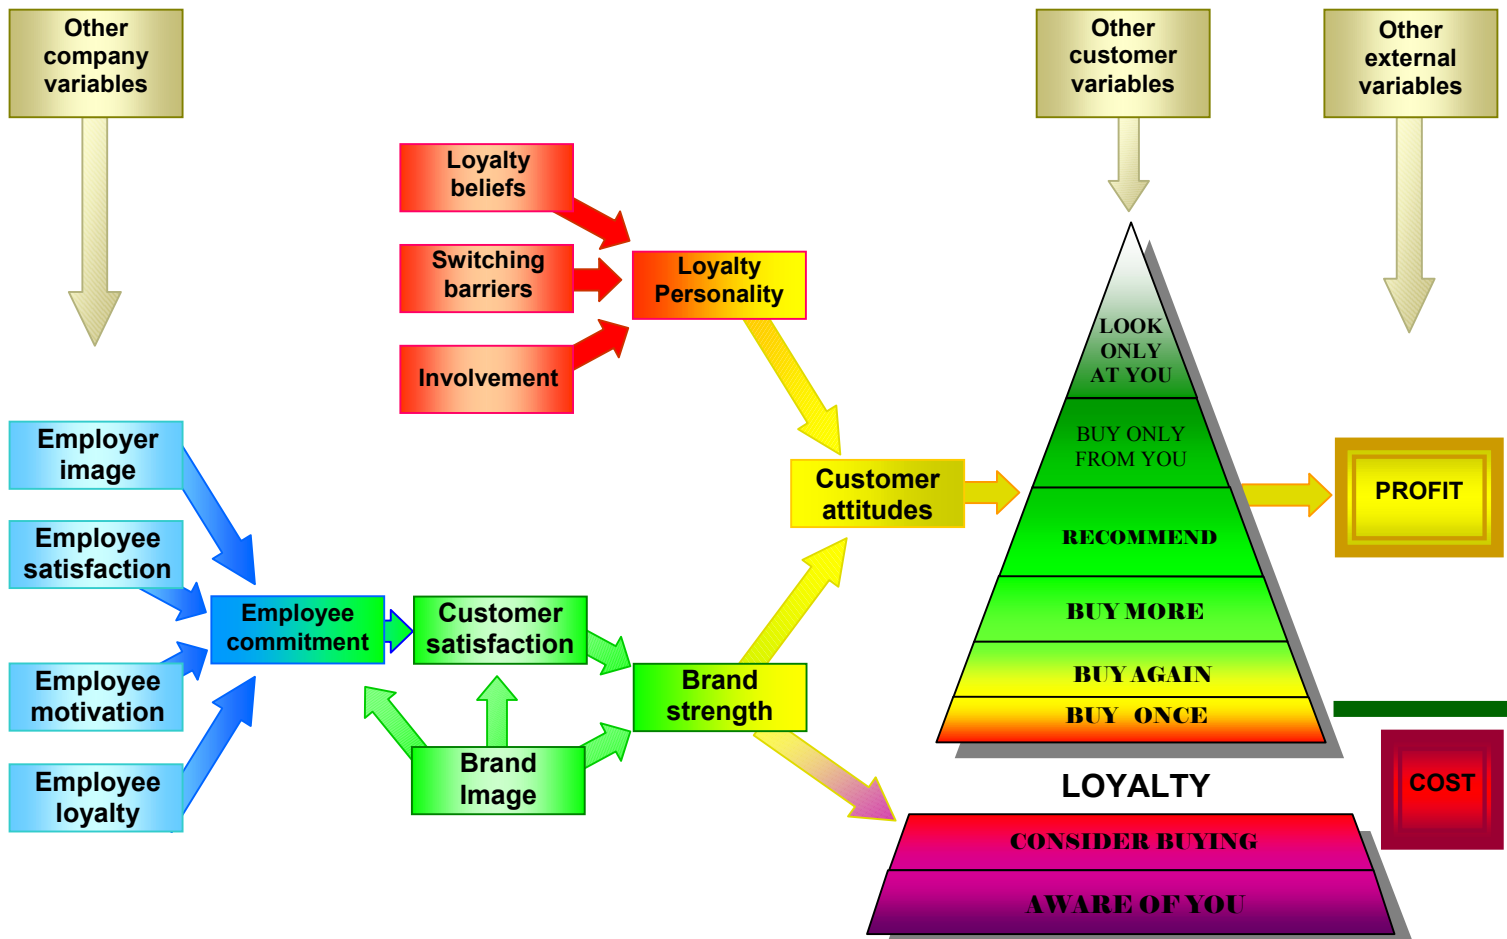 Other
company
variables
Other
customer
variables
Other
external
variables
Loyalty
beliefs
Switching
barriers
Involvement
Loyalty
Personality
Employer
image
Employee
satisfaction
Employee
motivation
Employee
loyalty
Employee
commitment
Customer
satisfaction
Brand
Image
Brand
strength
Customer
attitudes
LOOK
ONLY
AT YOU
BUY ONLY
FROM YOU
RECOMMEND
BUY MORE
BUY AGAIN
BUY ONCE
LOYALTY
CONSIDER BUYING
AWARE OF YOU
PROFIT
COST